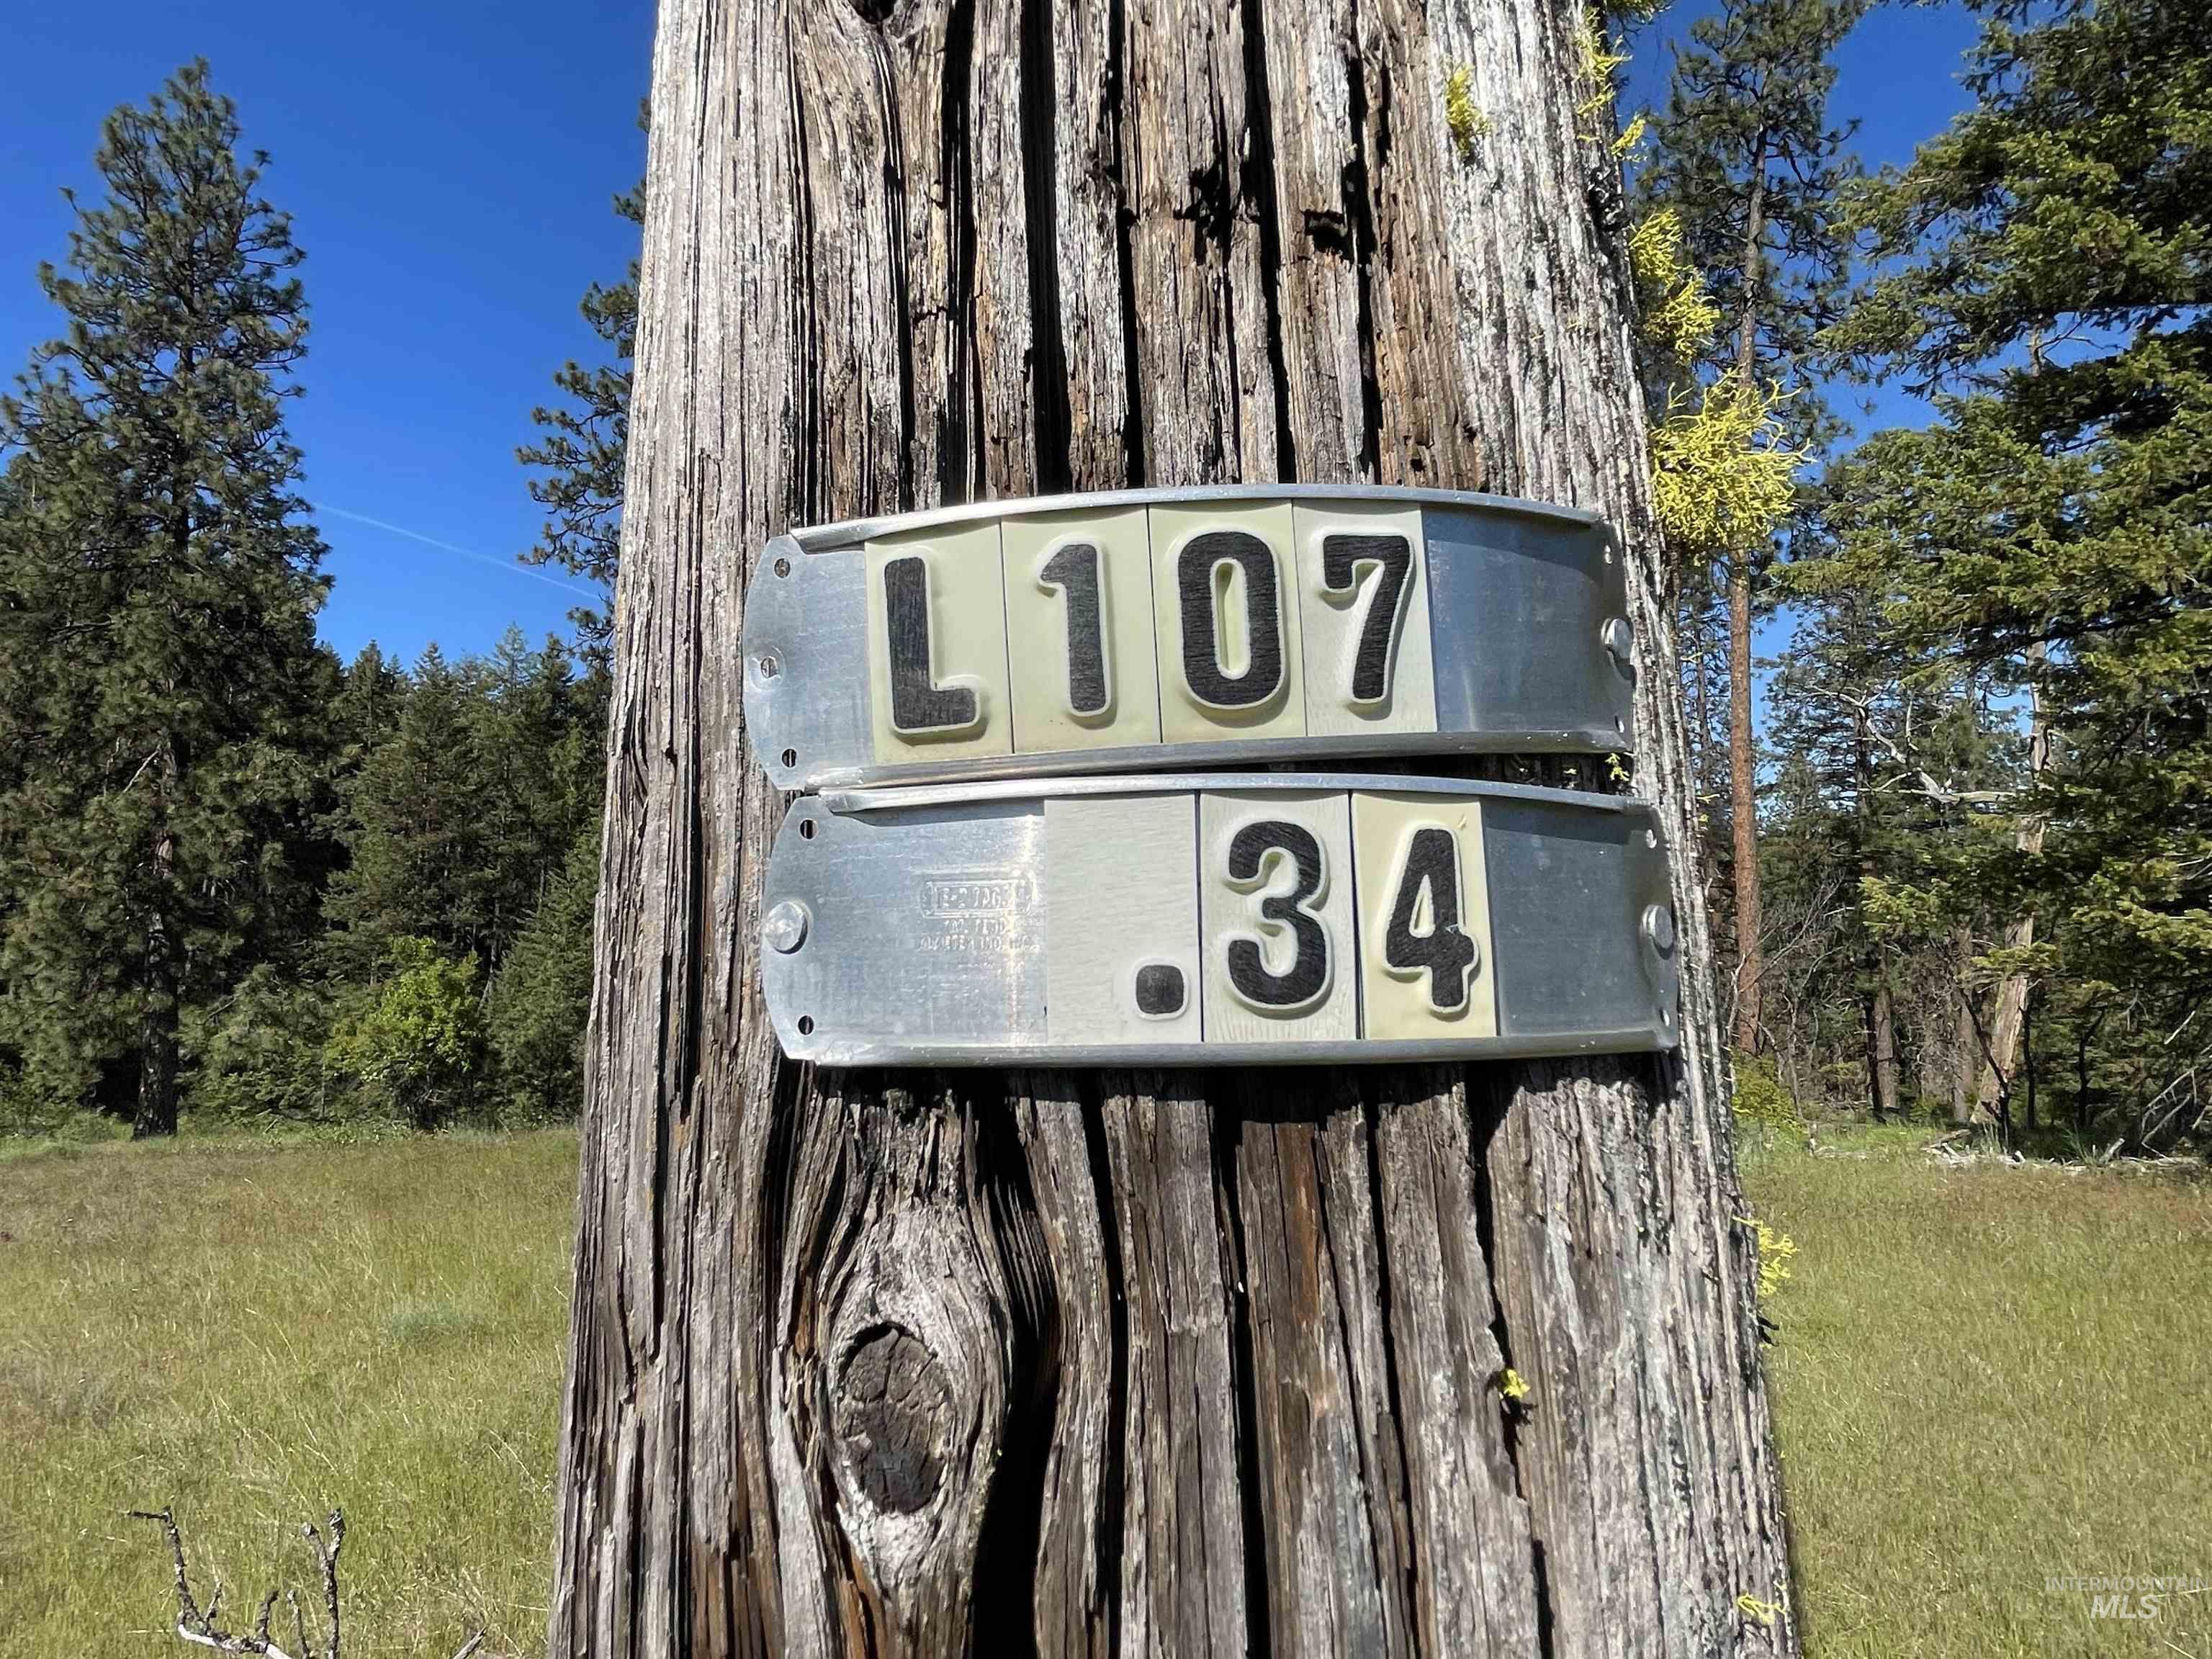 L107
.34
INTERMOUNTAIN
MLS